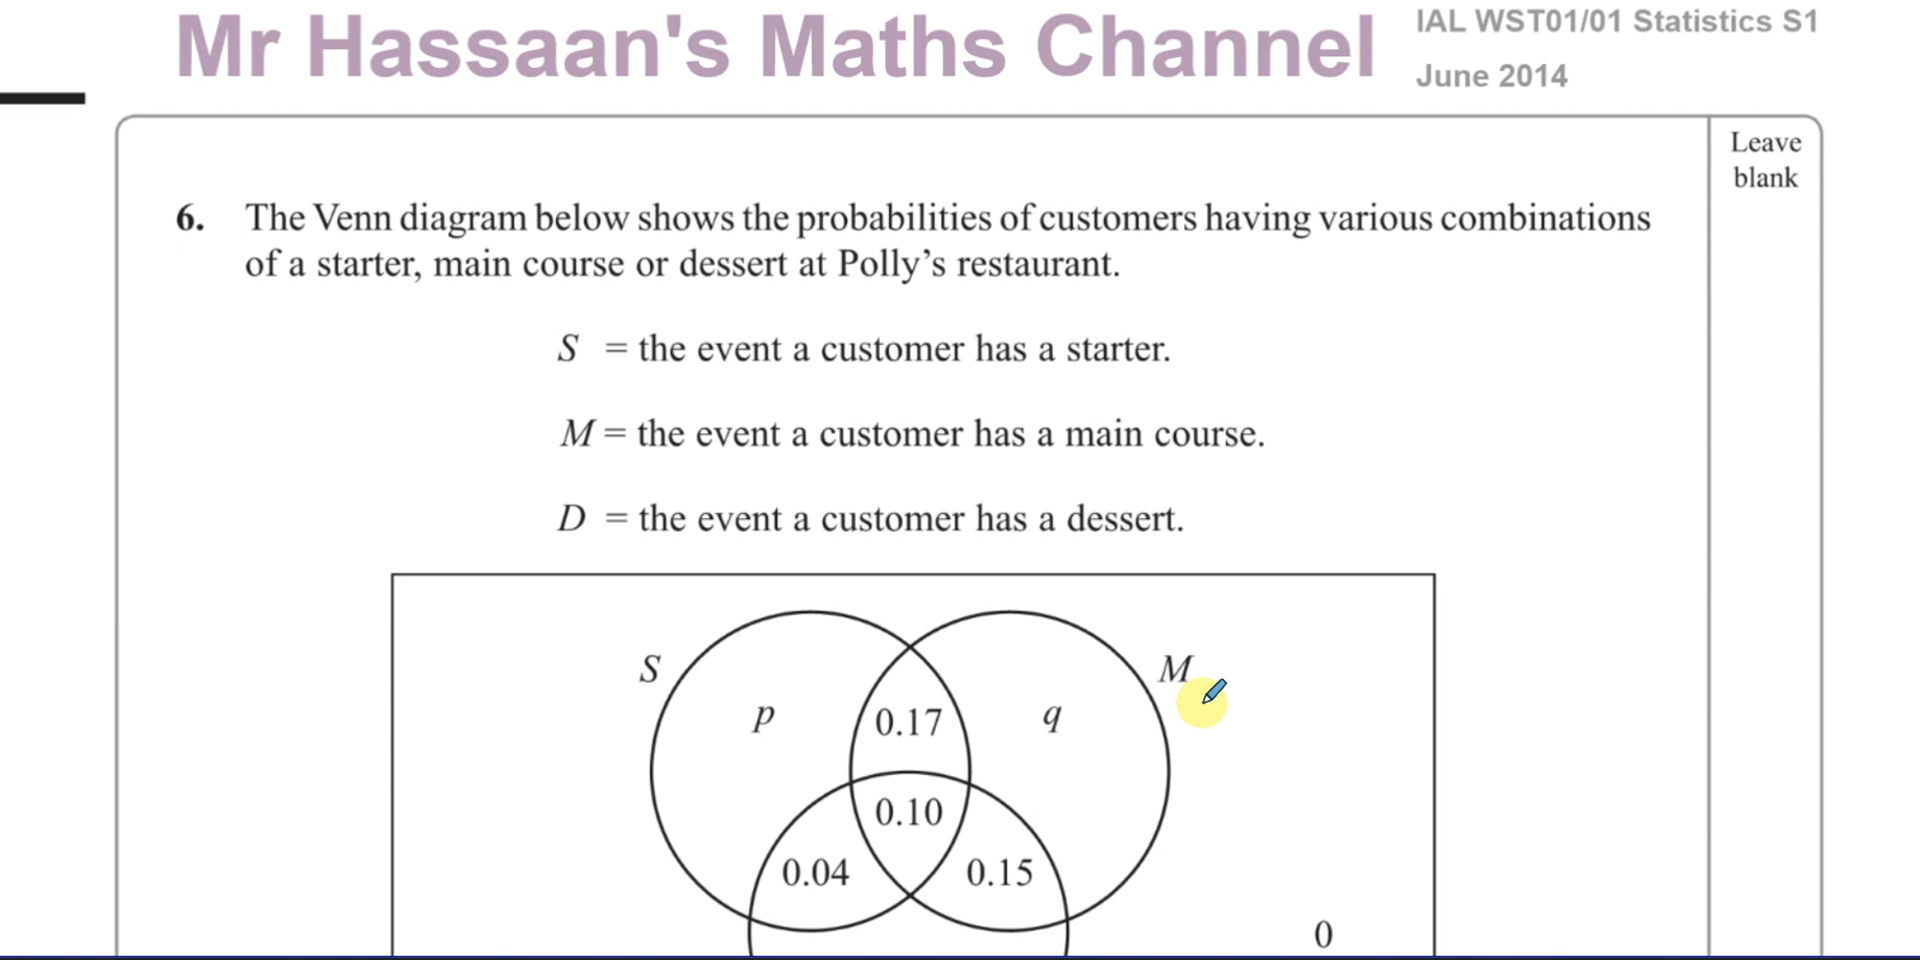 Mr Hassaan's Maths Channel
IAL WST01/01 Statistics S1
June 2014
Leave
blank
6. The Venn diagram below shows the probabilities of customers having various combinations
of a starter, main course or dessert at Polly’s restaurant.
S = the event a customer has a starter.
M = the event a customer has a main course.
D = the event a customer has a dessert.
S
M
p
0.17
q
0.10
0.04
0.15
0